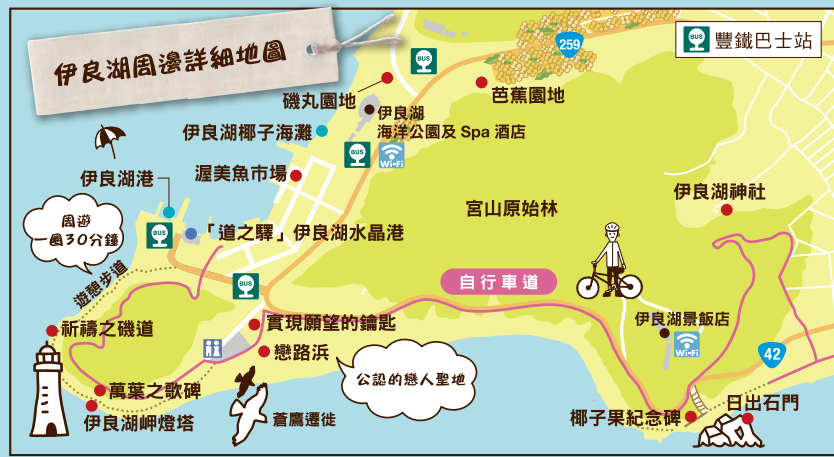 伊良湖周邊詳細地圖
BUS 豐鐵巴士站
259
BUS
磯丸園地
芭蕉園地
伊良湖
海洋公園及 Spa 酒店
伊良湖椰子海灘
BUS
Wi-Fi
渥美魚市場
伊良湖港
宮山原始林
伊良湖神社
周遊
一圈30分鐘
BUS
「道之驛」伊良湖水晶港
遊憩步道
BUS
自行車道
祈禱之磯道
實現願望的鑰匙
伊良湖景飯店
Wi-Fi
42
戀路浜
公認的戀人聖地
萬葉之歌碑
伊良湖岬燈塔
蒼鷹遷徙
椰子果紀念碑
日出石門